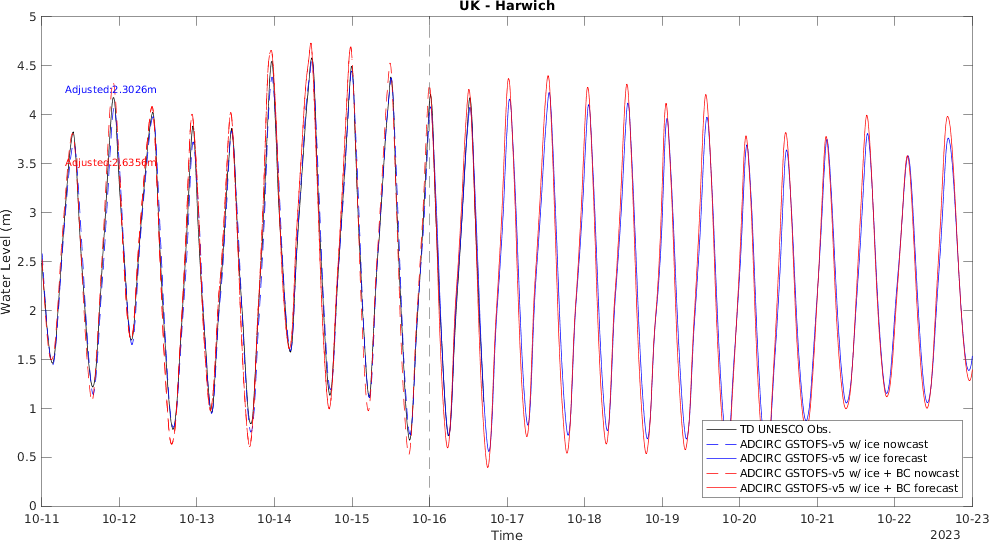 UK - Harwich
5
4.5
4
3.5
3
2.5
2
1.5
1
0.5
0
Water Level (m)
Adjusted:2.3026m
Adjusted:2.6356m
TD UNESCO Obs.
ADCIRC GSTOFS-v5 w/ ice nowcast
ADCIRC GSTOFS-v5 w/ ice forecast
ADCIRC GSTOFS-v5 w/ ice + BC nowcast
ADCIRC GSTOFS-v5 w/ ice + BC forecast
10-11 10-12 10-13 10-14 10-15 10-16 10-17 10-18 10-19 10-20 10-21 10-22 10-23
Time
2023